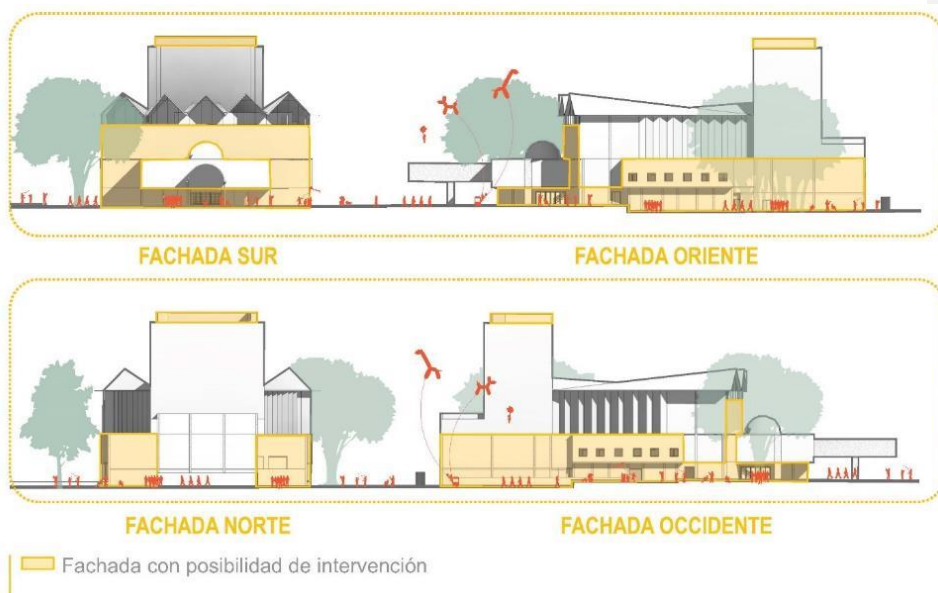 FACHADA SUR
FACHADA ORIENTE
FACHADA NORTE
FACHADA OCCIDENTE
Fachada con posibilidad de intervención